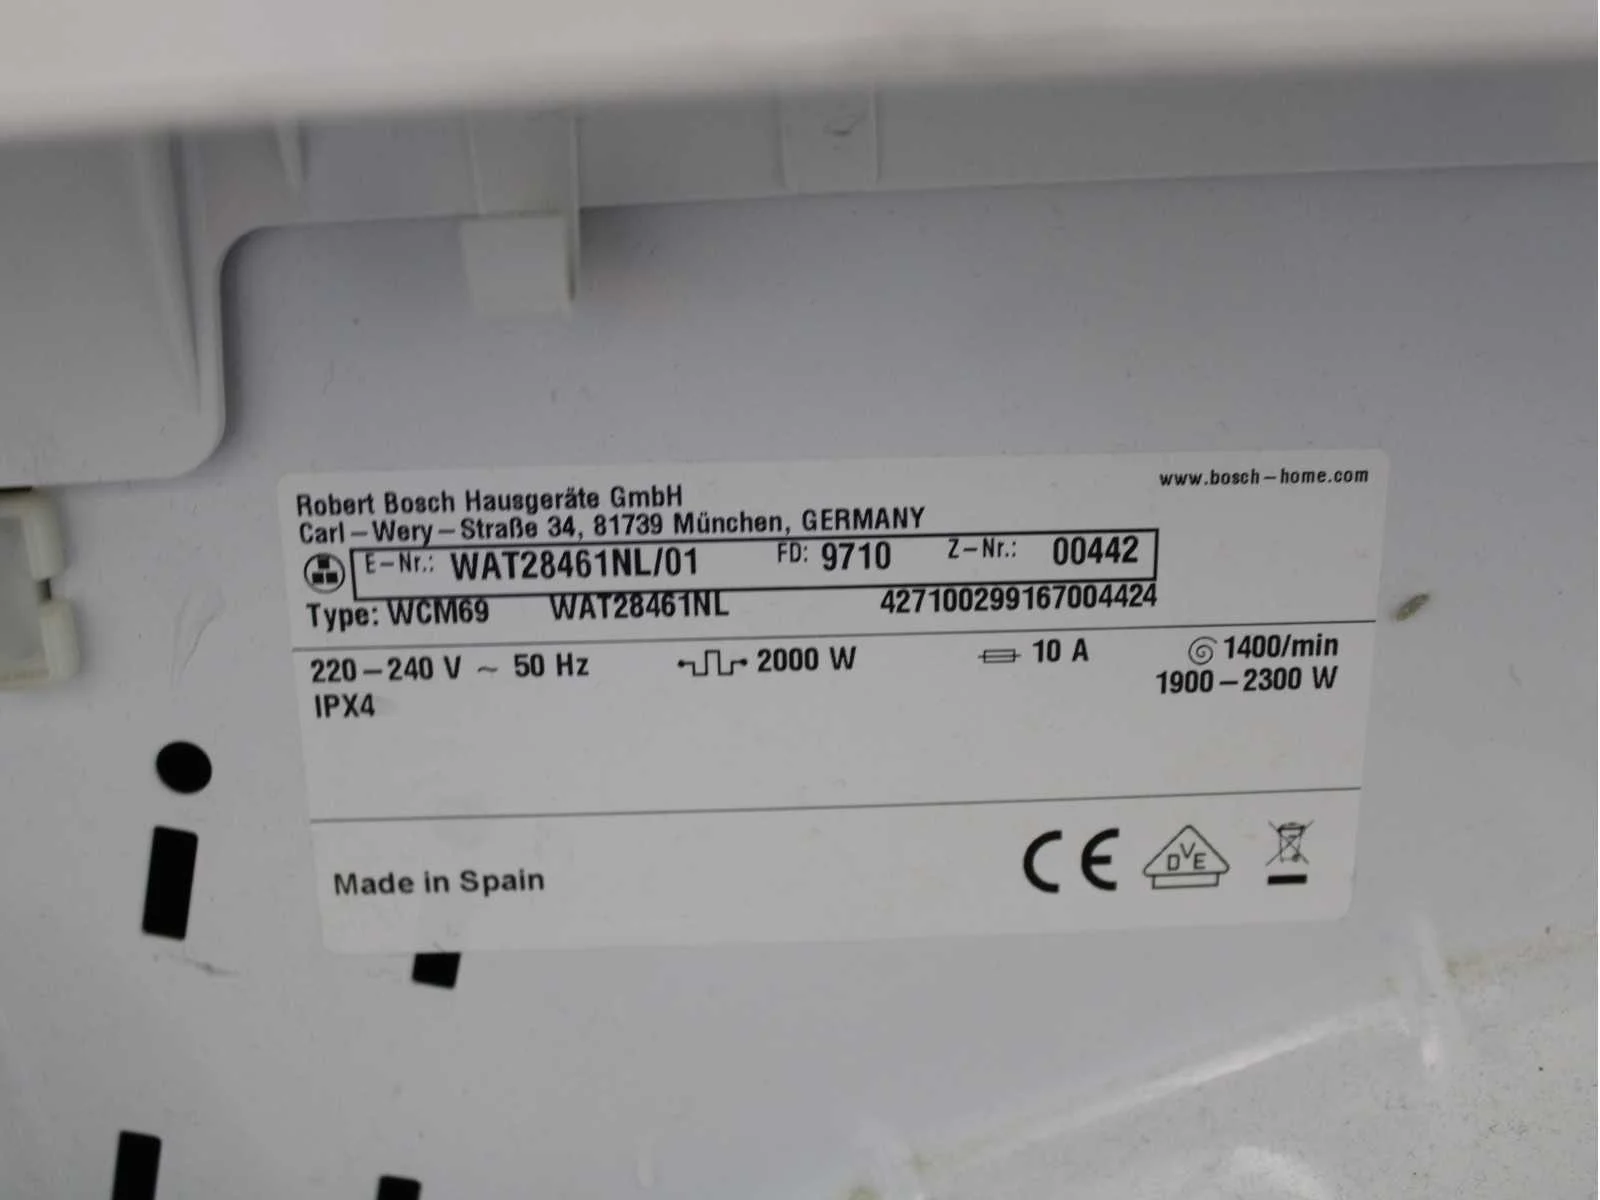 www.bosch-home.com
Robert Bosch Hausgeräte GmbH
Carl-Wery-Straße 34, 81739 München, GERMANY
E-Nr.: WAT28461NL/01 FD: 9710 Z-Nr.: 00442
Type: WCM69 WAT28461NL 427100299167004424
220-240 V ~ 50 Hz 2000 W 10 A 1400/min
IPX4 1900-2300 W
Made in Spain CE DVE